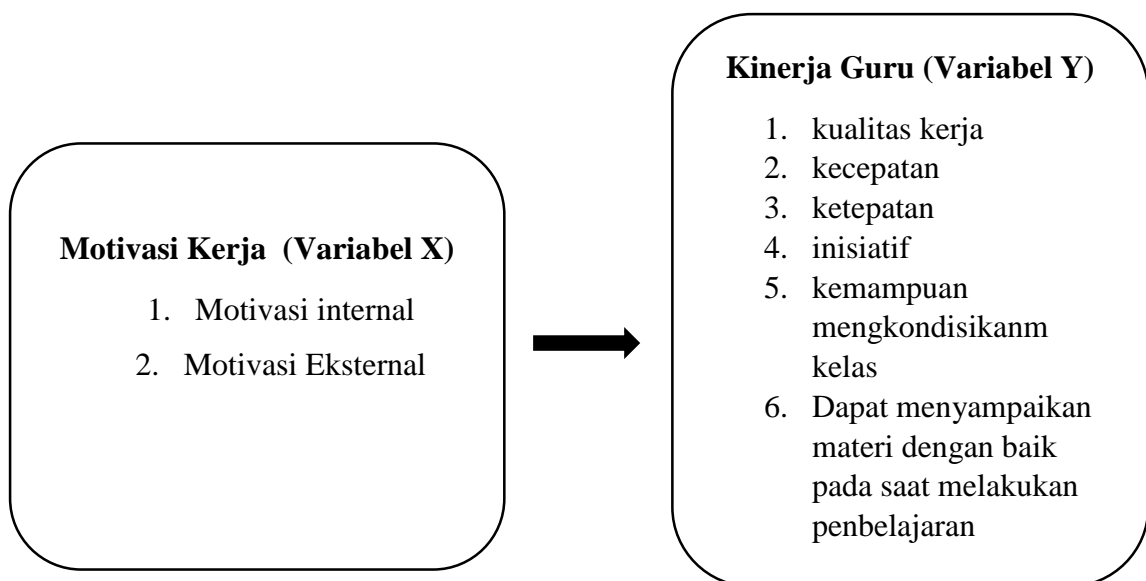 Motivasi Kerja  (Variabel X)
1. Motivasi internal
2. Motivasi Eksternal
Kinerja Guru (Variabel Y)
1. kualitas kerja
2. kecepatan
3. ketepatan
4. inisiatif
5. kemampuan
mengkondisikanm
kelas
6. Dapat menyampaikan
materi dengan baik
pada saat melakukan
penbelajaran